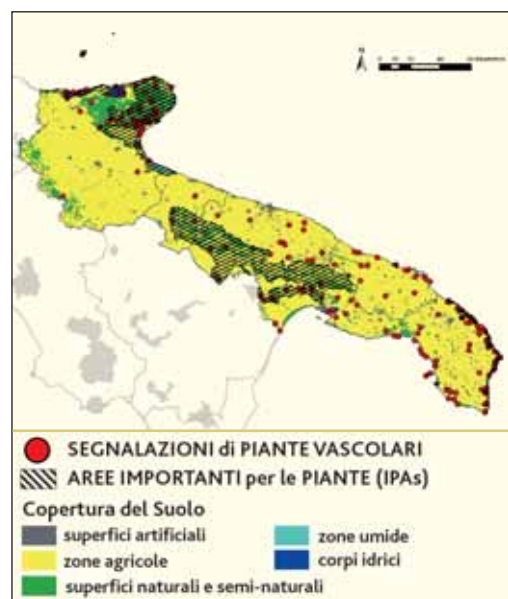 N
SEGNALAZIONI di PIANTE VASCOLARI
AREE IMPORTANTI per le PIANTE (IPAs)
Copertura del Suolo
superfici artificiali
zone agricole
superfici naturali e semi-naturali
zone umide
corpi idrici